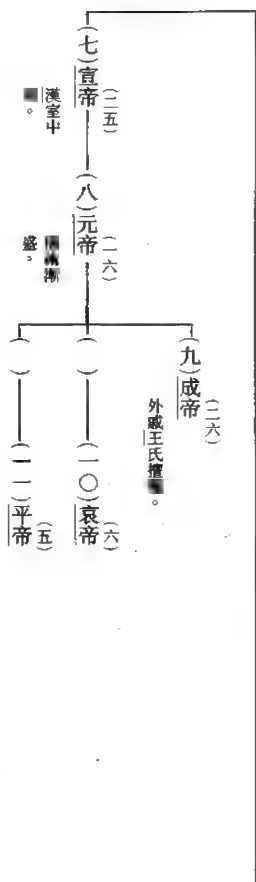 （七）宣帝
（二五）
漢室中。
（八）元帝
（一六）
漸盛。
（九）成帝
（二六）
外戚王氏擅。
（　）
（一〇）哀帝
（六）
（　）
（一一）平帝
（五）